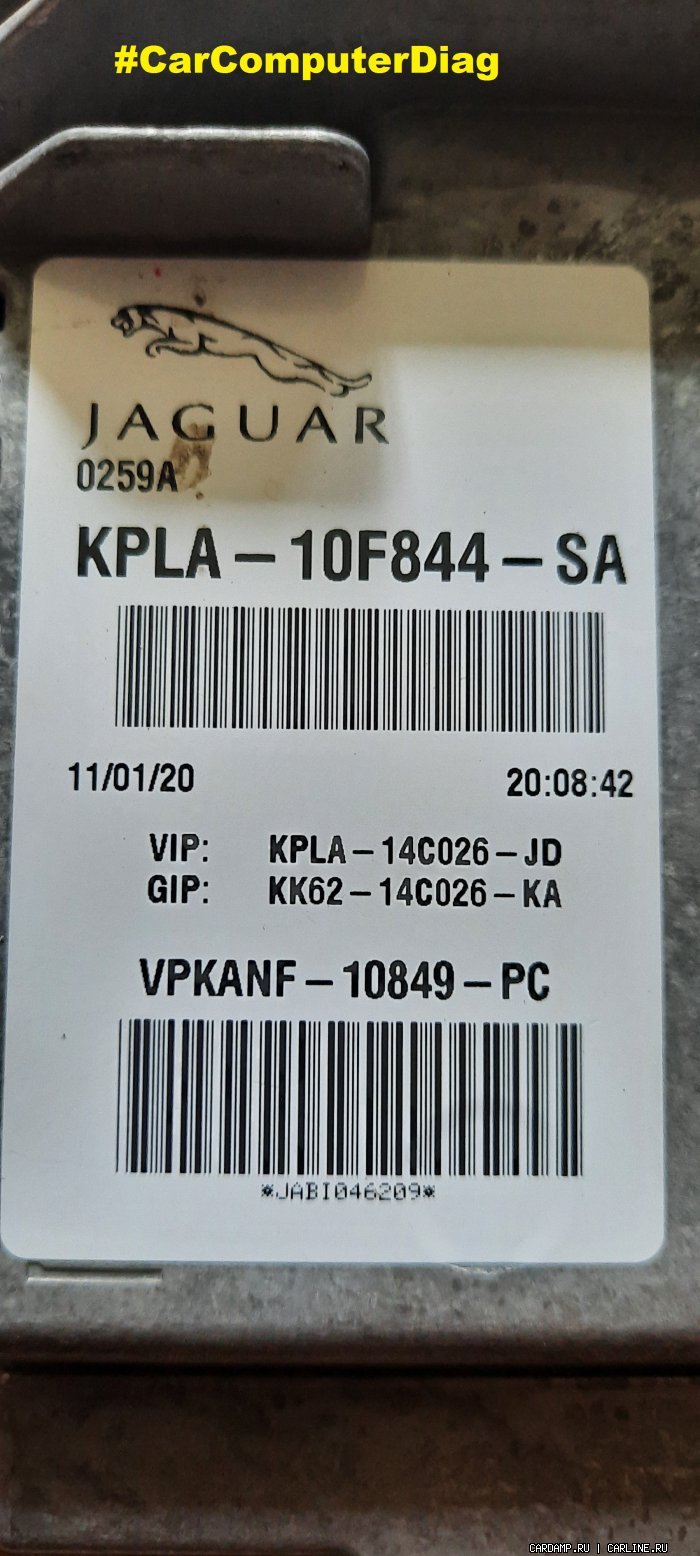 #CarComputerDiag
JAGUAR
0259A
KPLA-10F844-SA
11/01/20 20:08:42
VIP: KPLA-14C026-JD
GIP: KK62-14C026-KA
VPKANF-10849-PC
*JABI046209*
CARDAMP.RU | CARLINE.RU